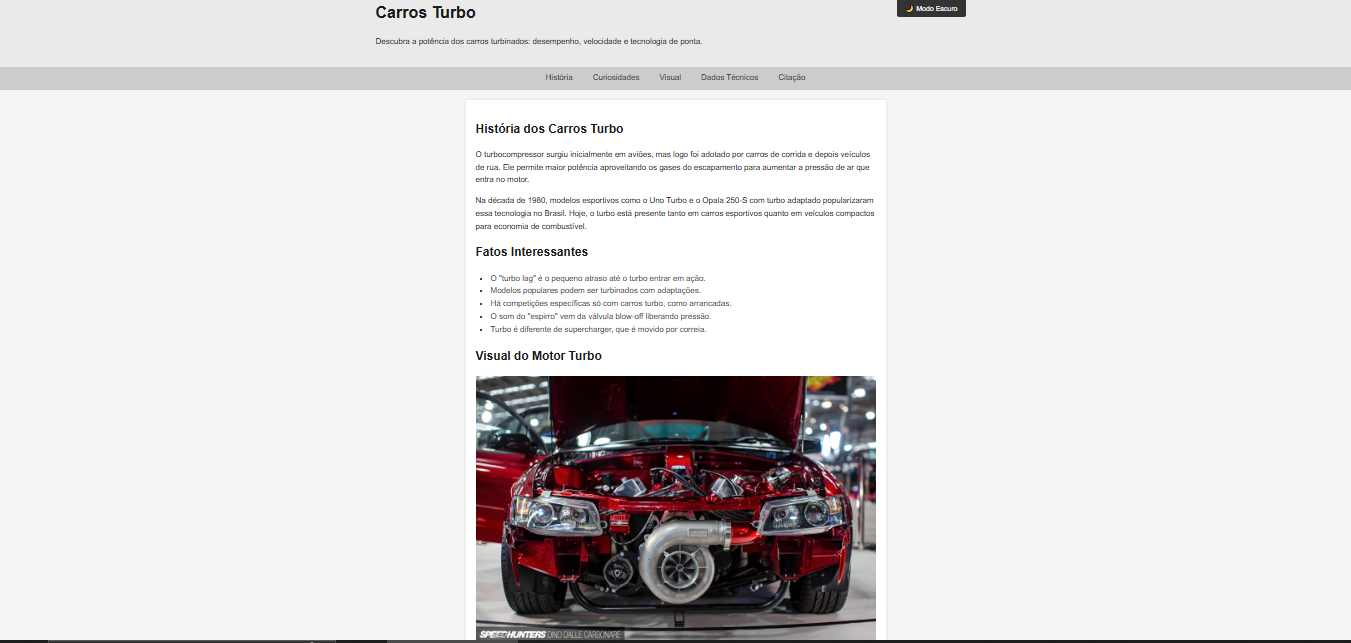 Carros Turbo
🌙 Modo Escuro
Descubra a potência dos carros turbinados: desempenho, velocidade e tecnologia de ponta.
História Curiosidades Visual Dados Técnicos Citação
História dos Carros Turbo
O turbocompressor surgiu inicialmente em aviões, mas logo foi adotado por carros de corrida e depois veículos
de rua. Ele permite maior potência aproveitando os gases do escapamento para aumentar a pressão de ar que
entra no motor.
Na década de 1980, modelos esportivos como o Uno Turbo e o Opala 250-S com turbo adaptado popularizaram
essa tecnologia no Brasil. Hoje, o turbo está presente tanto em carros esportivos quanto em veículos compactos
para economia de combustível.
Fatos Interessantes
• O "turbo lag" é o pequeno atraso até o turbo entrar em ação.
• Modelos populares podem ser turbinados com adaptações.
• Há competições específicas só com carros turbo, como arrancadas.
• O som do "espirro" vem da válvula blow-off liberando pressão.
• Turbo é diferente de supercharger, que é movido por correia.
Visual do Motor Turbo
SPEEDHUNTERS DINO DALLE CARBONARE